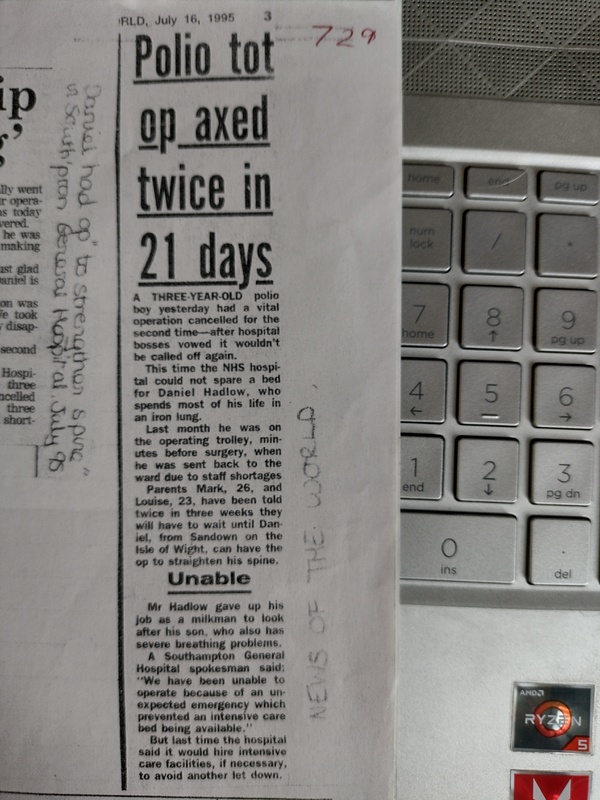 RLD, July 16, 1995 3
729
Polio tot
op axed
twice in
21 days
A THREE-YEAR-OLD polio
boy yesterday had a vital
operation cancelled for the
second time—after hospital
bosses vowed it wouldn't
be called off again.
This time the NHS hospi-
tal could not spare a bed
for Daniel Hadlow, who
spends most of his life in
an iron lung.
Last month he was on
the operating trolley, min-
utes before surgery, when
he was sent back to the
ward due to staff shortages
Parents Mark, 26, and
Louise, 23, have been told
twice in three weeks they
will have to wait until Dan-
iel, from Sandown on the
Isle of Wight, can have the
op to straighten his spine.
Unable
Mr Hadlow gave up his
job as a milkman to look
after his son, who also has
severe breathing problems.
A Southampton General
Hospital spokesman said:
"We have been unable to
operate because of an un-
expected emergency which
prevented an intensive care
bed being available."
But last time the hospital
said it would hire intensive
care facilities, if necessary,
to avoid another let down.
NEWS OF THE WORLD.
Daniel had op" to strengthen spine"
in South'pton General Hospital. July 95
ip
g'
lly went
r opera-
s today
vered.
he was
making
ust glad
aniel is
on was
We took
disap-
second
Hospi-
three
ncelled
three
short-
home
end
pg up
num
lock
/
*
7
home
8
↑
9
pg up
4
←
5
6
→
1
end
2
↓
3
pg dn
0
ins
.
del
AMD
RYZEN
5